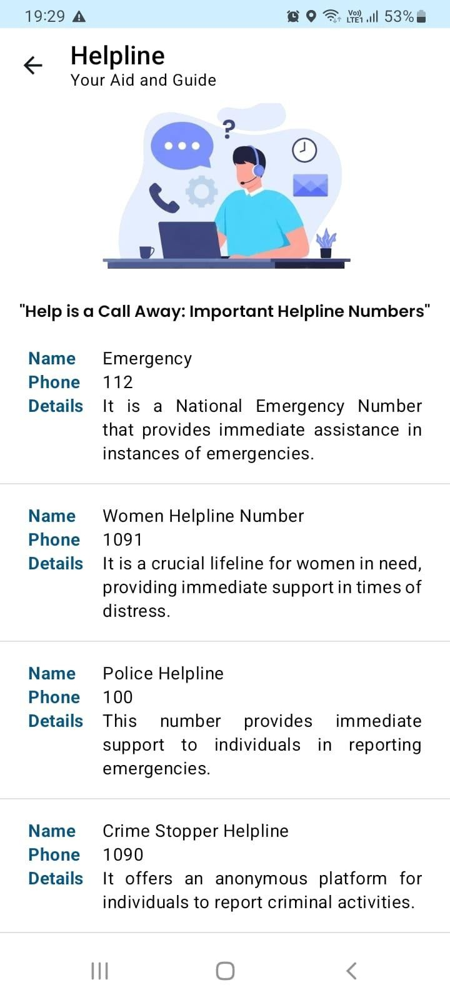 19:29
Vo)) LTE1 53%
Helpline
Your Aid and Guide
?
"Help is a Call Away: Important Helpline Numbers"
Name Emergency
Phone 112
Details It is a National Emergency Number
that provides immediate assistance in
instances of emergencies.
Name Women Helpline Number
Phone 1091
Details It is a crucial lifeline for women in need,
providing immediate support in times of
distress.
Name Police Helpline
Phone 100
Details This number provides immediate
support to individuals in reporting
emergencies.
Name Crime Stopper Helpline
Phone 1090
Details It offers an anonymous platform for
individuals to report criminal activities.